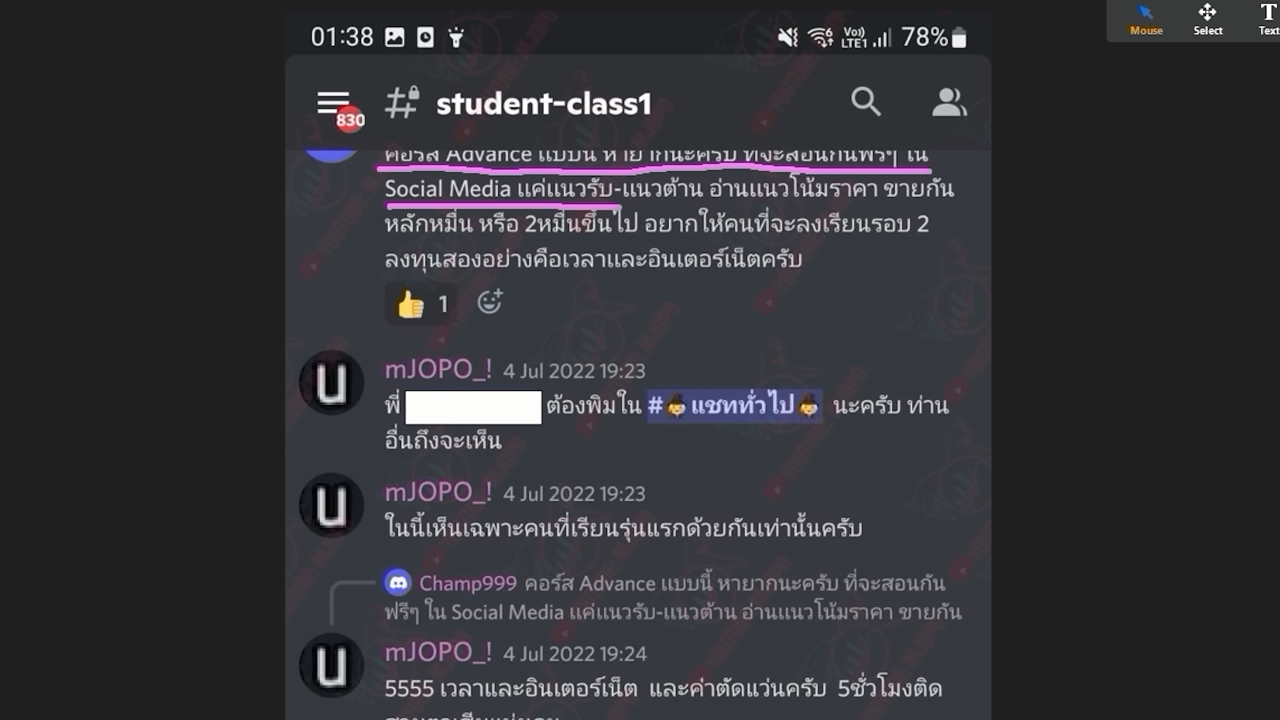 01:38
Vo)) LTE1 78%
Mouse Select Text
830
student-class1
คอร์ส Advance แบบนี้ หายากนะครับ ที่จะสอนกันฟรีๆ ใน
Social Media แค่แนวรับ-แนวต้าน อ่านแนวโน้มราคา ขายกัน
หลักหมื่น หรือ 2หมื่นขึ้นไป อยากให้คนที่จะลงเรียนรอบ 2
ลงทุนสองอย่างคือเวลาและอินเตอร์เน็ตครับ
👍 1
mJOPO_! 4 Jul 2022 19:23
พี่ ต้องพิมใน #แชททั่วไป นะครับ ท่าน
อื่นถึงจะเห็น
mJOPO_! 4 Jul 2022 19:23
ในนี้เห็นเฉพาะคนที่เรียนรุ่นแรกด้วยกันเท่านั้นครับ
Champ999 คอร์ส Advance แบบนี้ หายากนะครับ ที่จะสอนกัน
ฟรีๆ ใน Social Media แค่แนวรับ-แนวต้าน อ่านแนวโน้มราคา ขายกัน
mJOPO_! 4 Jul 2022 19:24
5555 เวลาและอินเตอร์เน็ต และค่าตัดแว่นครับ 5ชั่วโมงติด